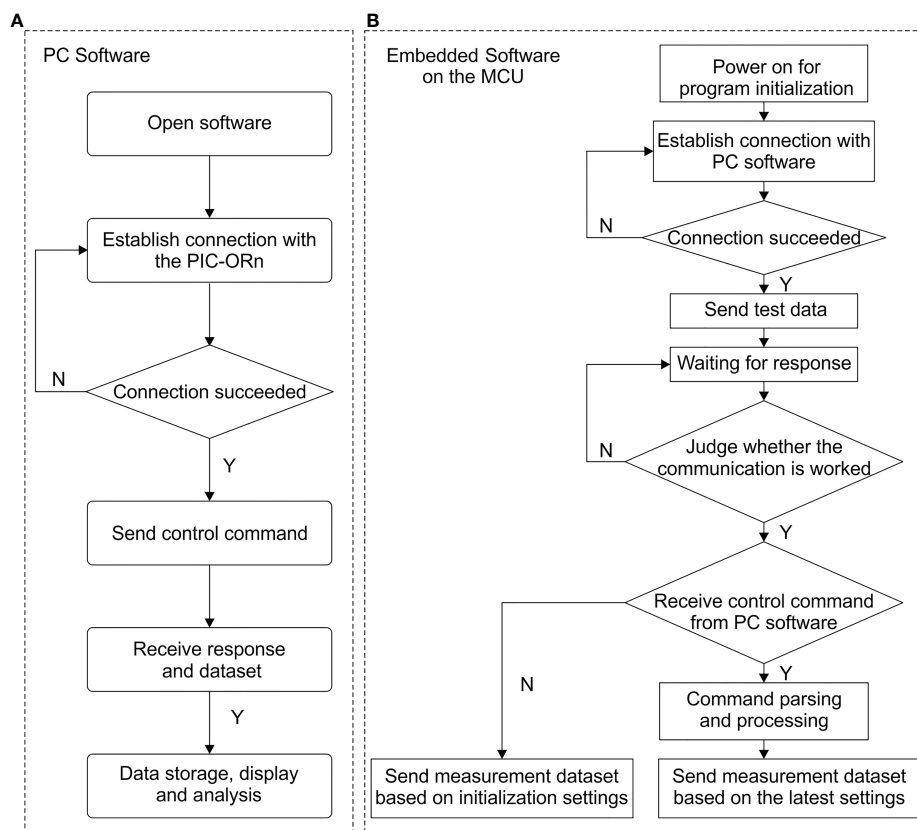 A
PC Software
Open software
Establish connection with
the PIC-ORn
N
Connection succeeded
Y
Send control command
Receive response
and dataset
Y
Data storage, display
and analysis
B
Embedded Software
on the MCU
Power on for
program initialization
Establish connection with
PC software
N
Connection succeeded
Y
Send test data
Waiting for response
N
Judge whether the
communication is worked
Y
Receive control command
from PC software
N
Y
Command parsing
and processing
Send measurement dataset
based on initialization settings
Send measurement dataset
based on the latest settings